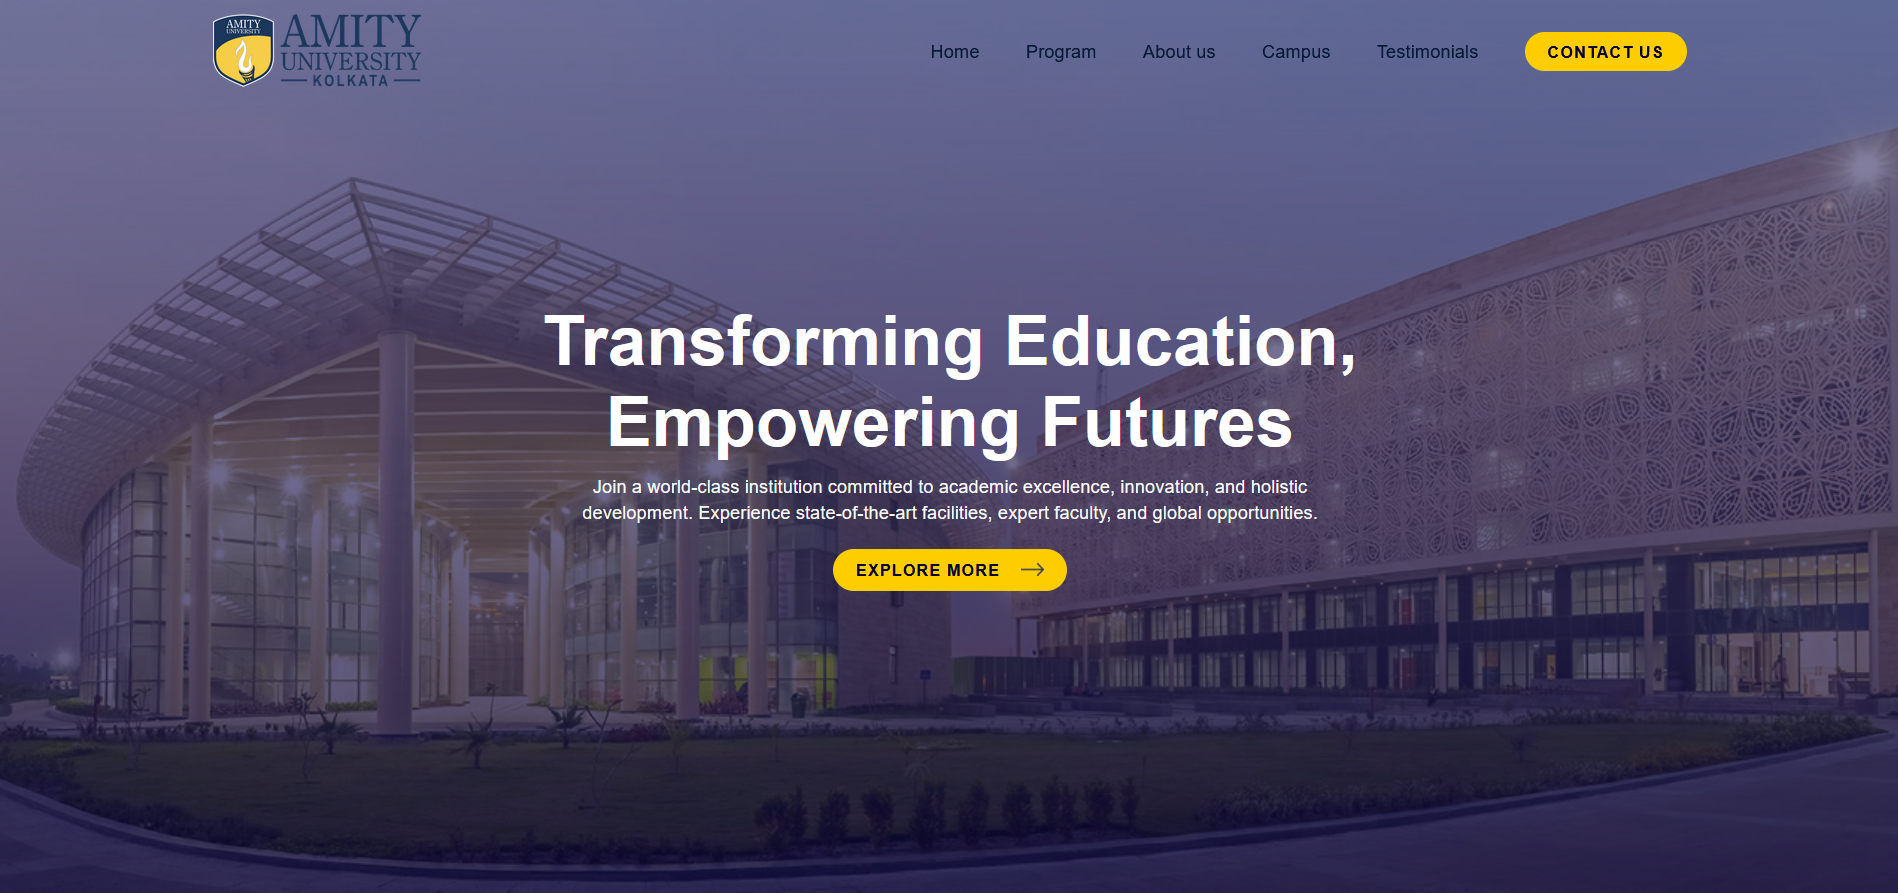 AMITY
UNIVERSITY
AMITY
UNIVERSITY
KOLKATA
Home
Program
About us
Campus
Testimonials
CONTACT US
Transforming Education,
Empowering Futures
Join a world-class institution committed to academic excellence, innovation, and holistic
development. Experience state-of-the-art facilities, expert faculty, and global opportunities.
EXPLORE MORE